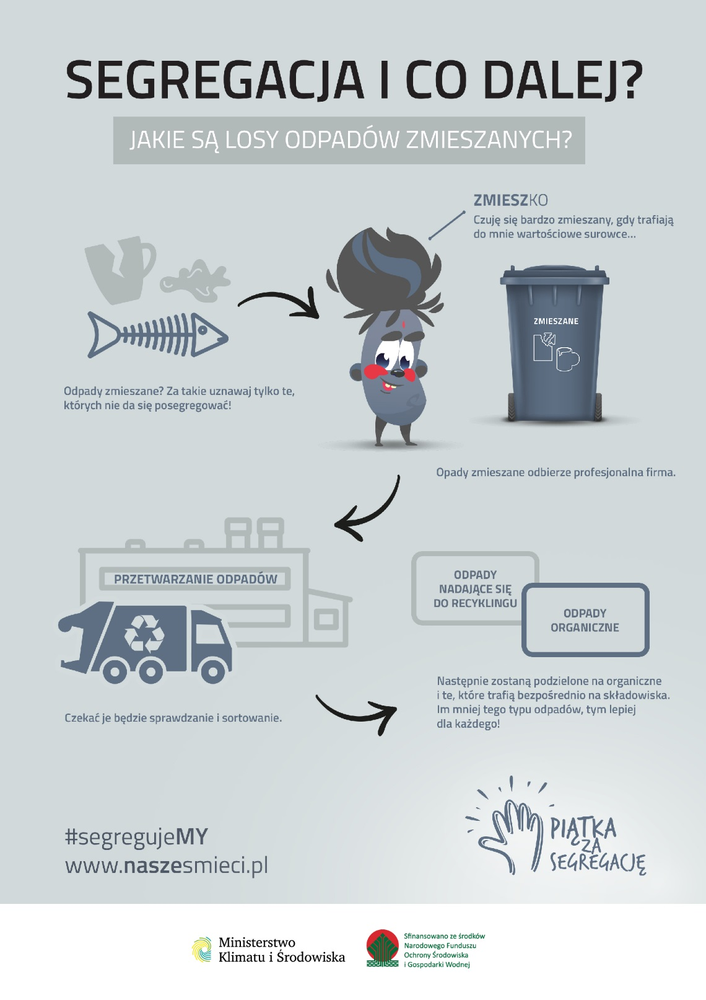 SEGREGACJA I CO DALEJ?
JAKIE SĄ LOSY ODPADÓW ZMIESZANYCH?
ZMIESZKO
Czuję się bardzo zmieszany, gdy trafiają
do mnie wartościowe surowce...
ZMIESZANE
Odpady zmieszane? Za takie uznawaj tylko te,
których nie da się posegregować!
Opady zmieszane odbierze profesjonalna firma.
PRZETWARZANIE ODPADÓW
ODPADY
NADAJĄCE SIĘ
DO RECYKLINGU
ODPADY
ORGANICZNE
Czekać je będzie sprawdzanie i sortowanie.
Następnie zostaną podzielone na organiczne
i te, które trafią bezpośrednio na składowiska.
Im mniej tego typu odpadów, tym lepiej
dla każdego!
#segregujeMY
www.naszesmieci.pl
PIĄTKA
ZA
SEGREGACJĘ
Ministerstwo
Klimatu i Środowiska
Sfinansowano ze środków
Narodowego Funduszu
Ochrony Środowiska
i Gospodarki Wodnej